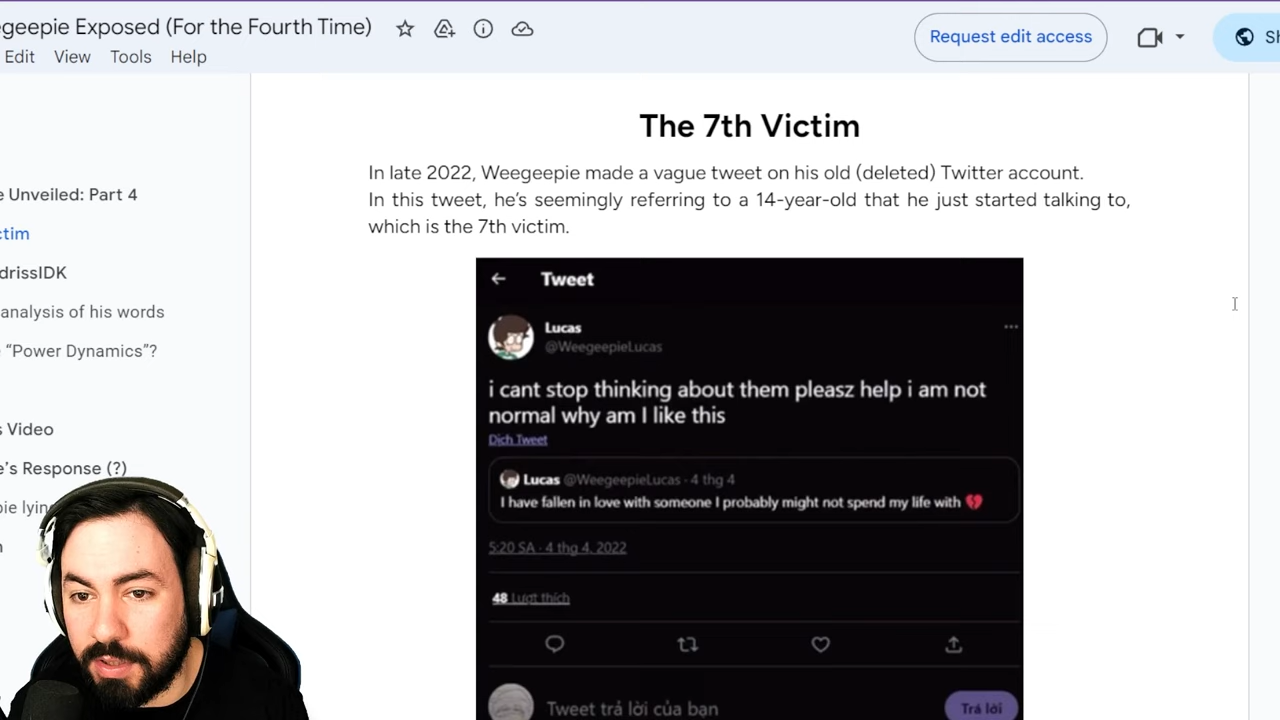 geepie Exposed (For the Fourth Time)
Request edit access
Sh
Edit View Tools Help
e Unveiled: Part 4
ctim
drissIDK
analysis of his words
“Power Dynamics”?
s Video
e's Response (?)
pie lying
n
The 7th Victim
In late 2022, Weegeepie made a vague tweet on his old (deleted) Twitter account.
In this tweet, he’s seemingly referring to a 14-year-old that he just started talking to,
which is the 7th victim.
Tweet
Lucas
@WeegeepieLucas
i cant stop thinking about them pleasz help i am not
normal why am I like this
Dịch Tweet
Lucas @WeegeepieLucas · 4 thg 4
I have fallen in love with someone I probably might not spend my life with 💔
5:20 SA · 4 thg 4, 2022
48 Lượt thích
Tweet trả lời của bạn
Trả lời